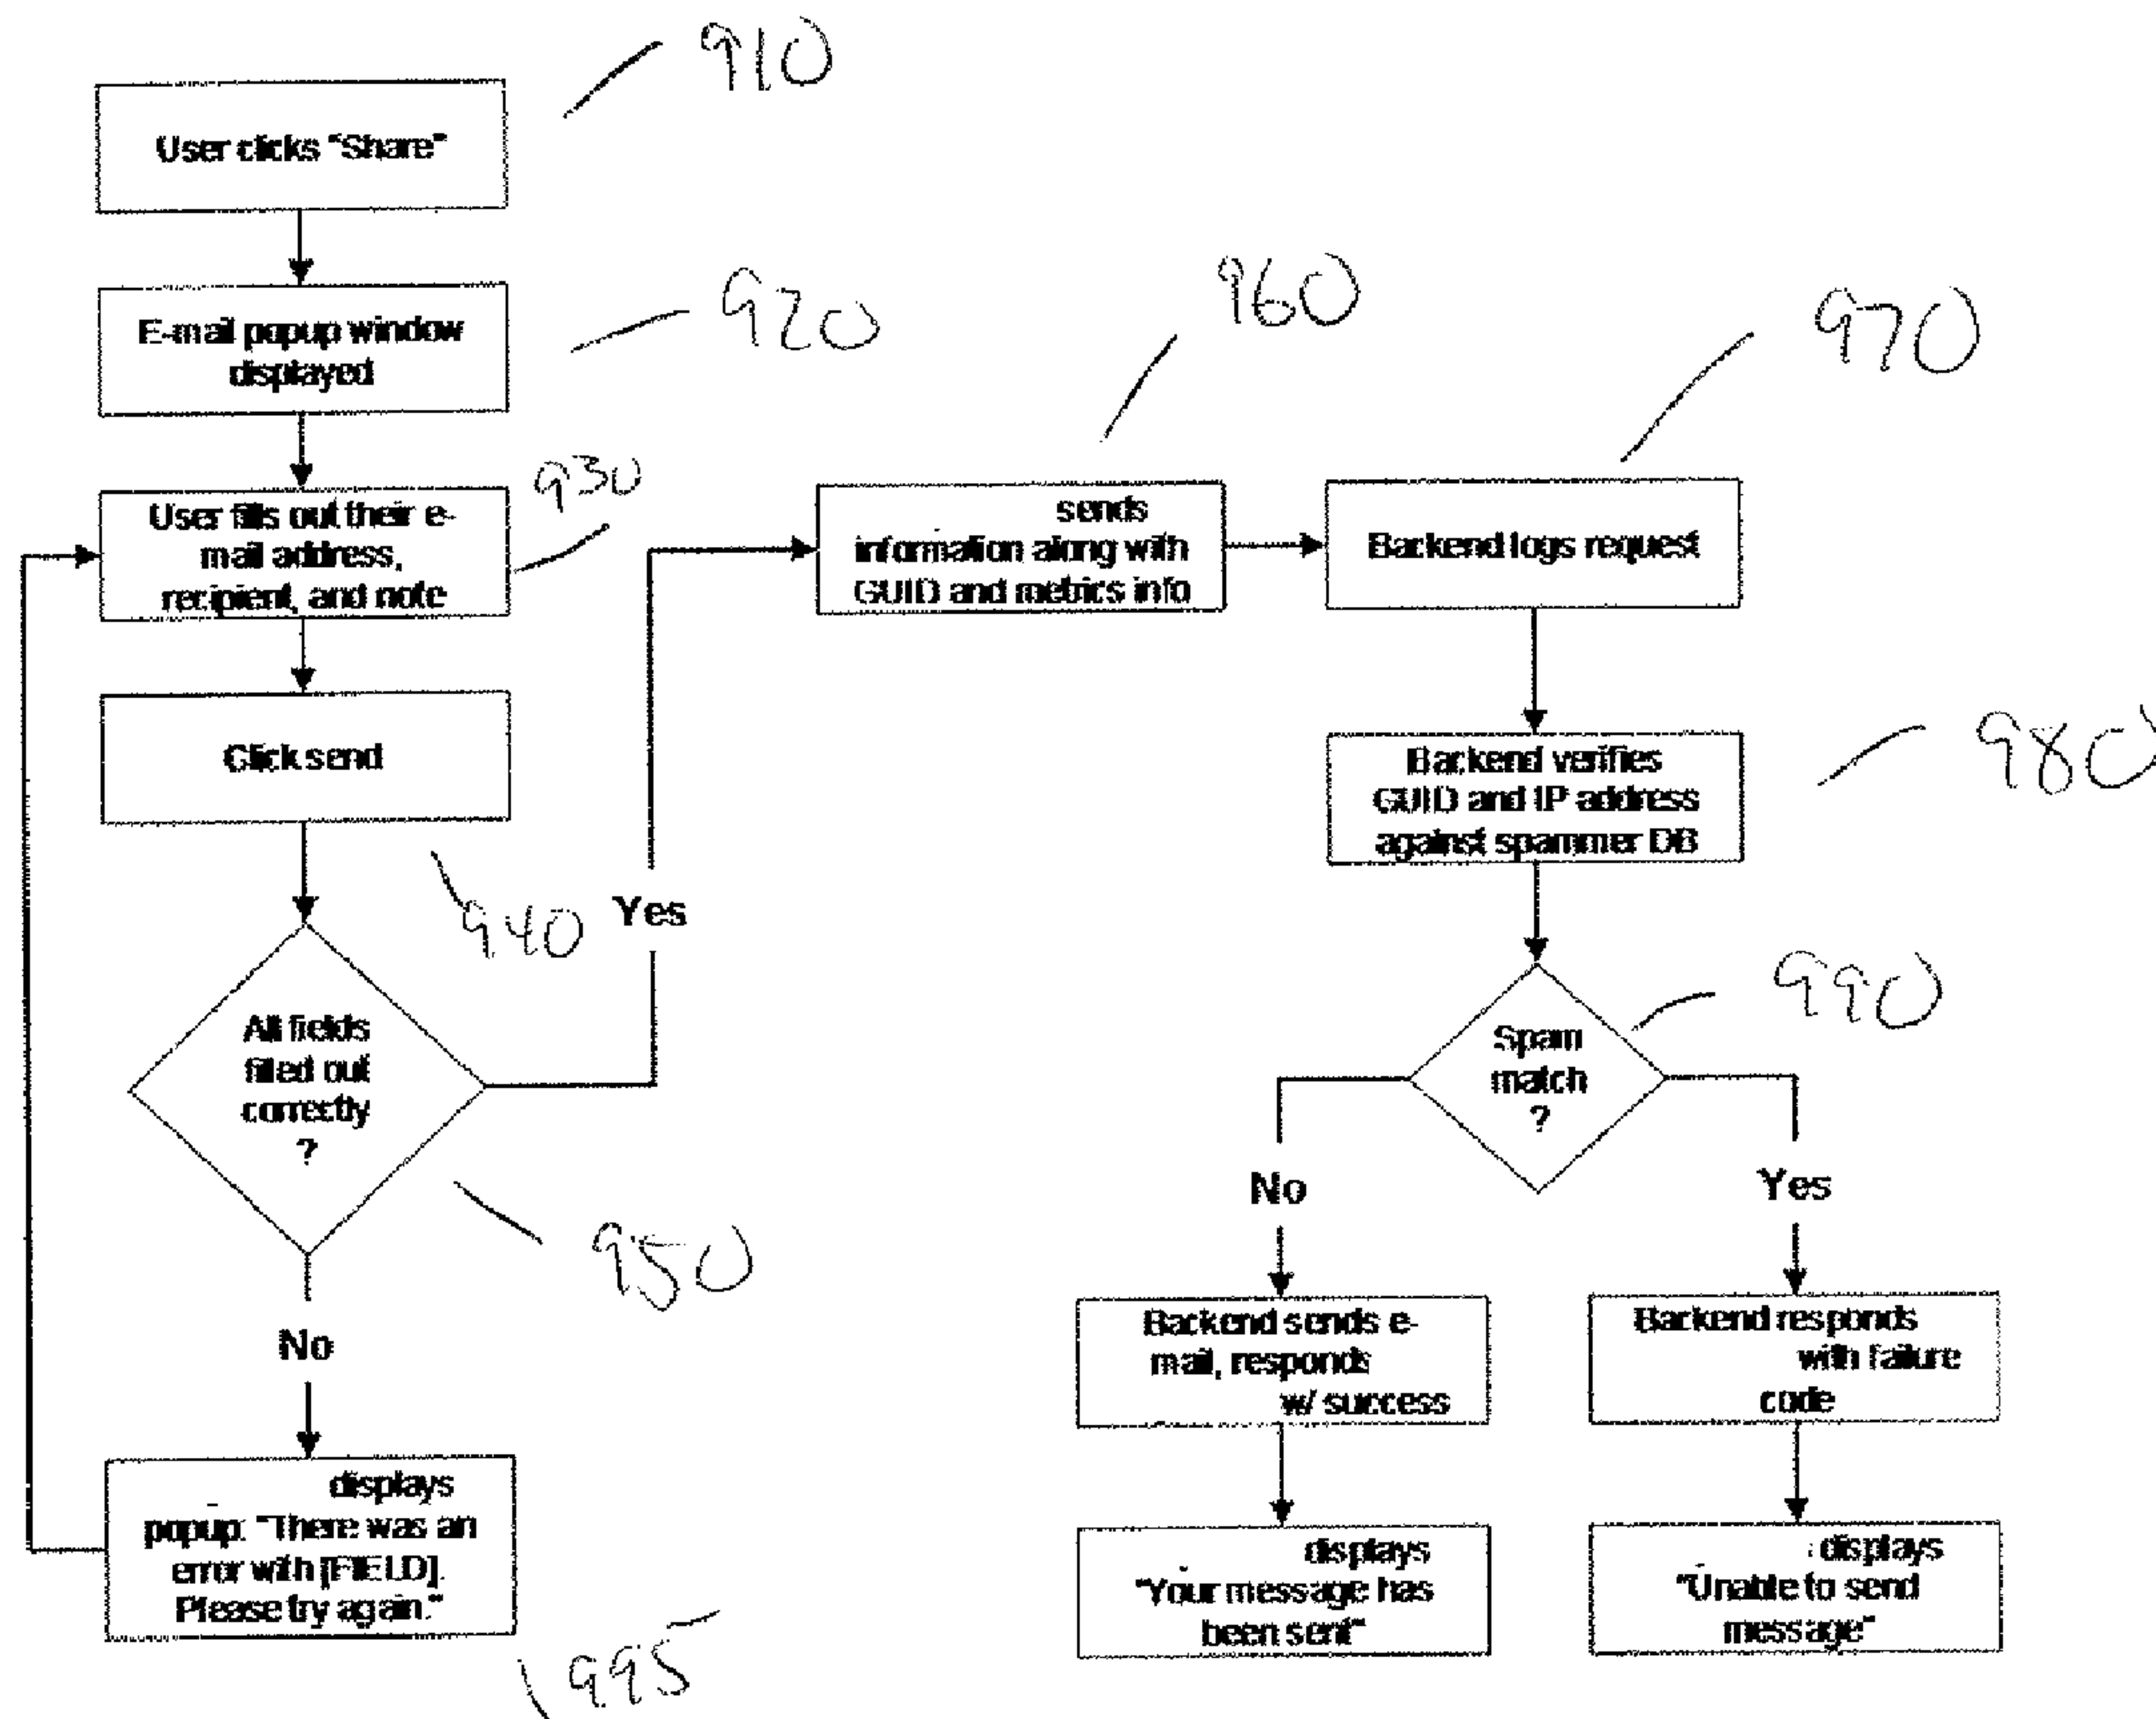 910
User clicks "Share"
920
E-mail popup window
displayed
930
User fills out their e-
mail address,
recipient, and note
Click send
940
All fields
filled out
correctly
?
950
Yes
No
displays
popup: "There was an
error with [FIELD].
Please try again."
995
960
sends
information along with
GUID and metrics info
970
Backend logs request
980
Backend verifies
GUID and IP address
against spammer DB
990
Spam
match
?
No
Yes
Backend sends e-
mail, responds
w/ success
Backend responds
with failure
code
displays
"Your message has
been sent"
displays
"Unable to send
message"